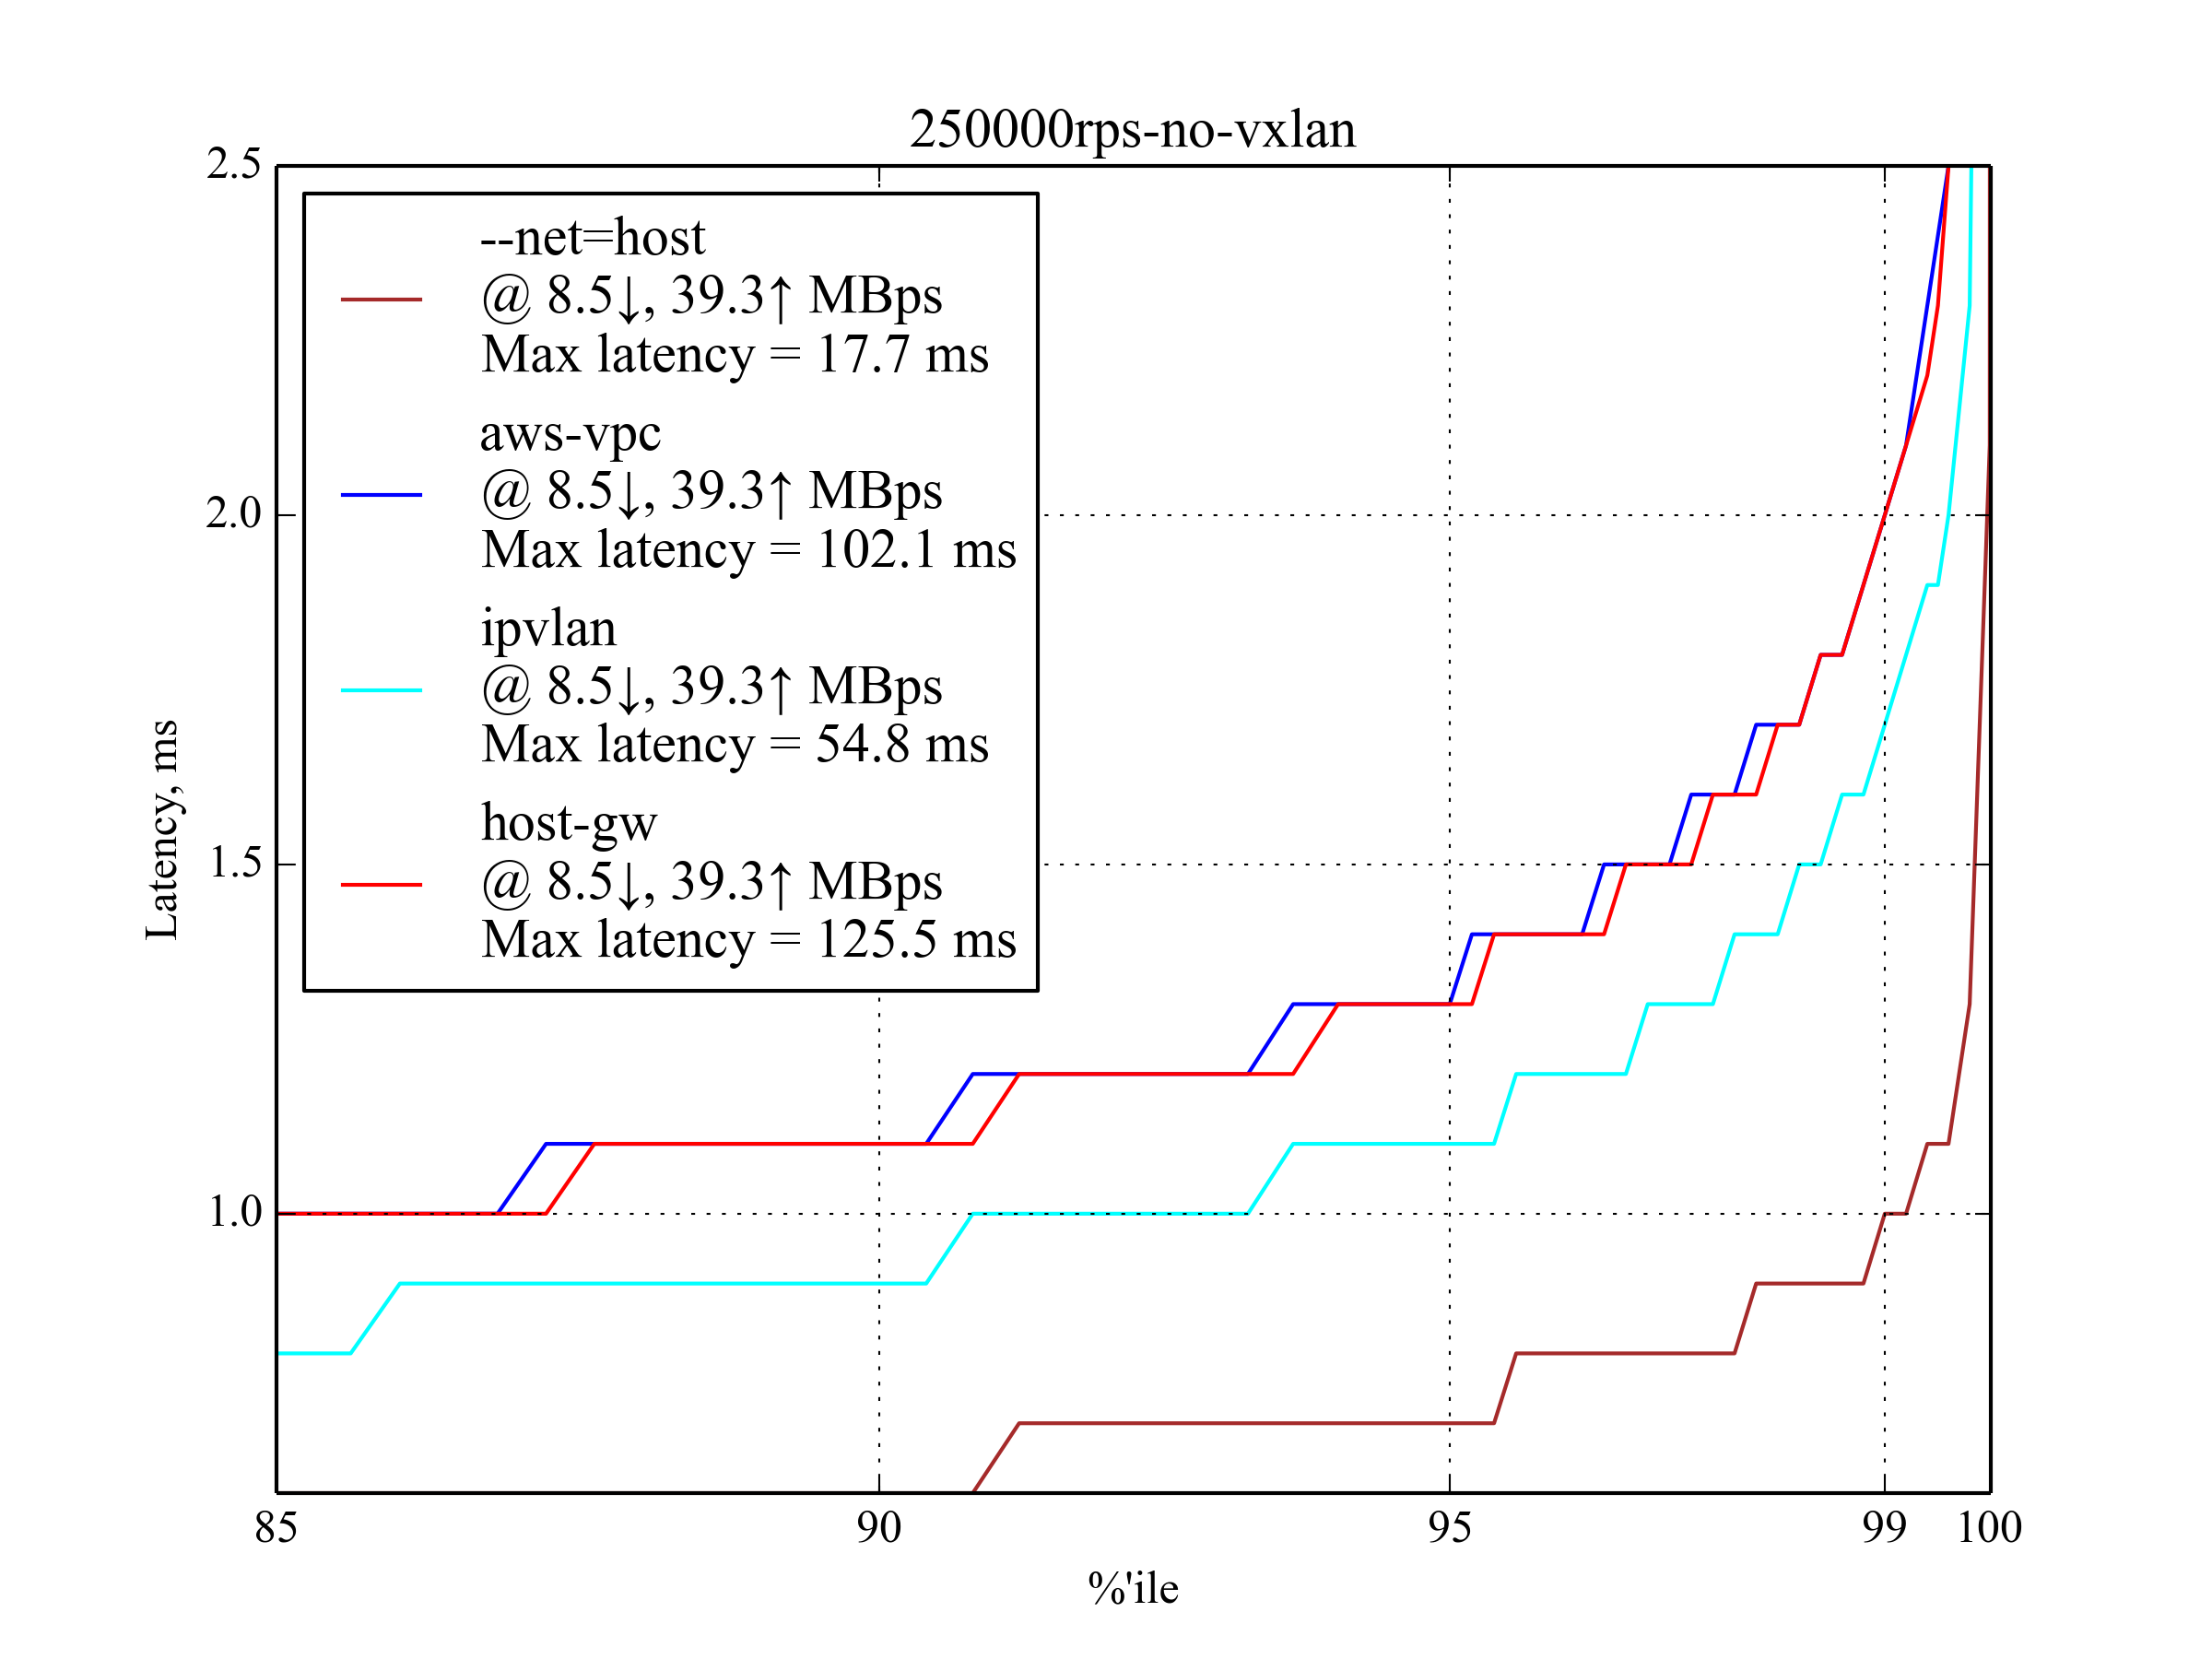 250000rps-no-vxlan
2.5
2.0
1.5
1.0
Latency, ms
--net=host
@ 8.5↓, 39.3↑ MBps
Max latency = 17.7 ms
aws-vpc
@ 8.5↓, 39.3↑ MBps
Max latency = 102.1 ms
ipvlan
@ 8.5↓, 39.3↑ MBps
Max latency = 54.8 ms
host-gw
@ 8.5↓, 39.3↑ MBps
Max latency = 125.5 ms
85 90 95 99 100
%'ile